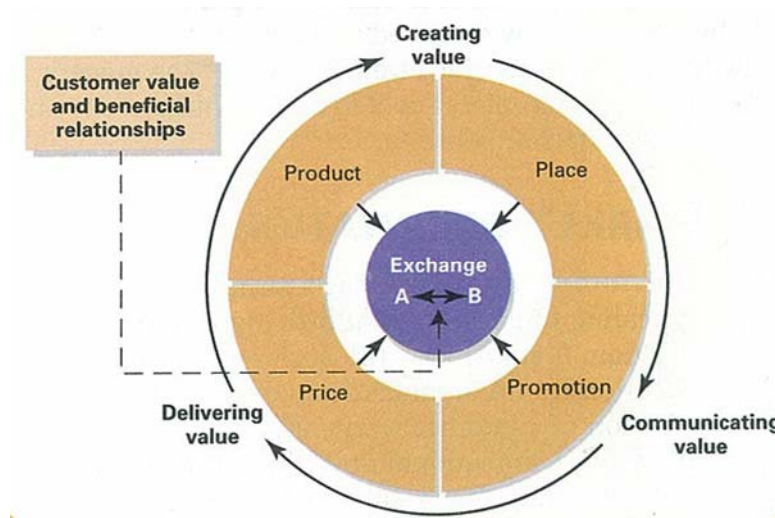 Creating
value
Customer value
and beneficial
relationships
Product
Place
Exchange
A B
Price
Promotion
Delivering
value
Communicating
value